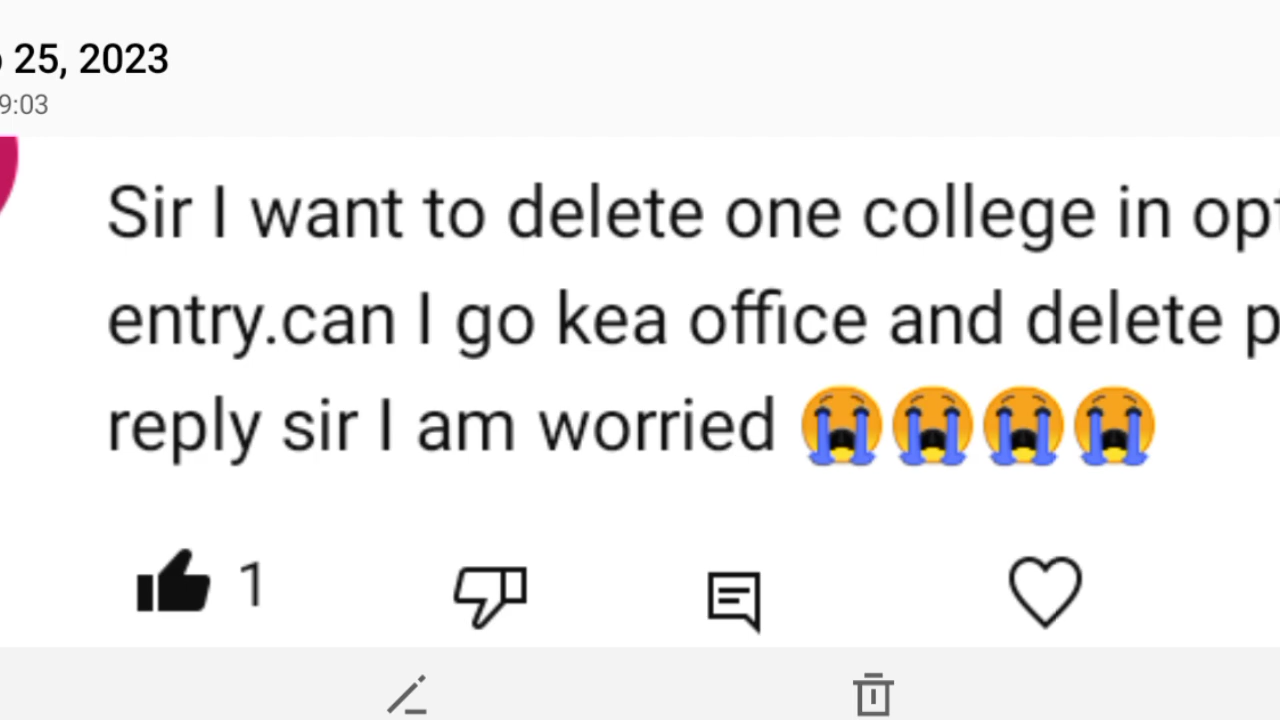 25, 2023
9:03
Sir I want to delete one college in
entry.can I go kea office and delete
reply sir I am worried 😭😭😭😭
1